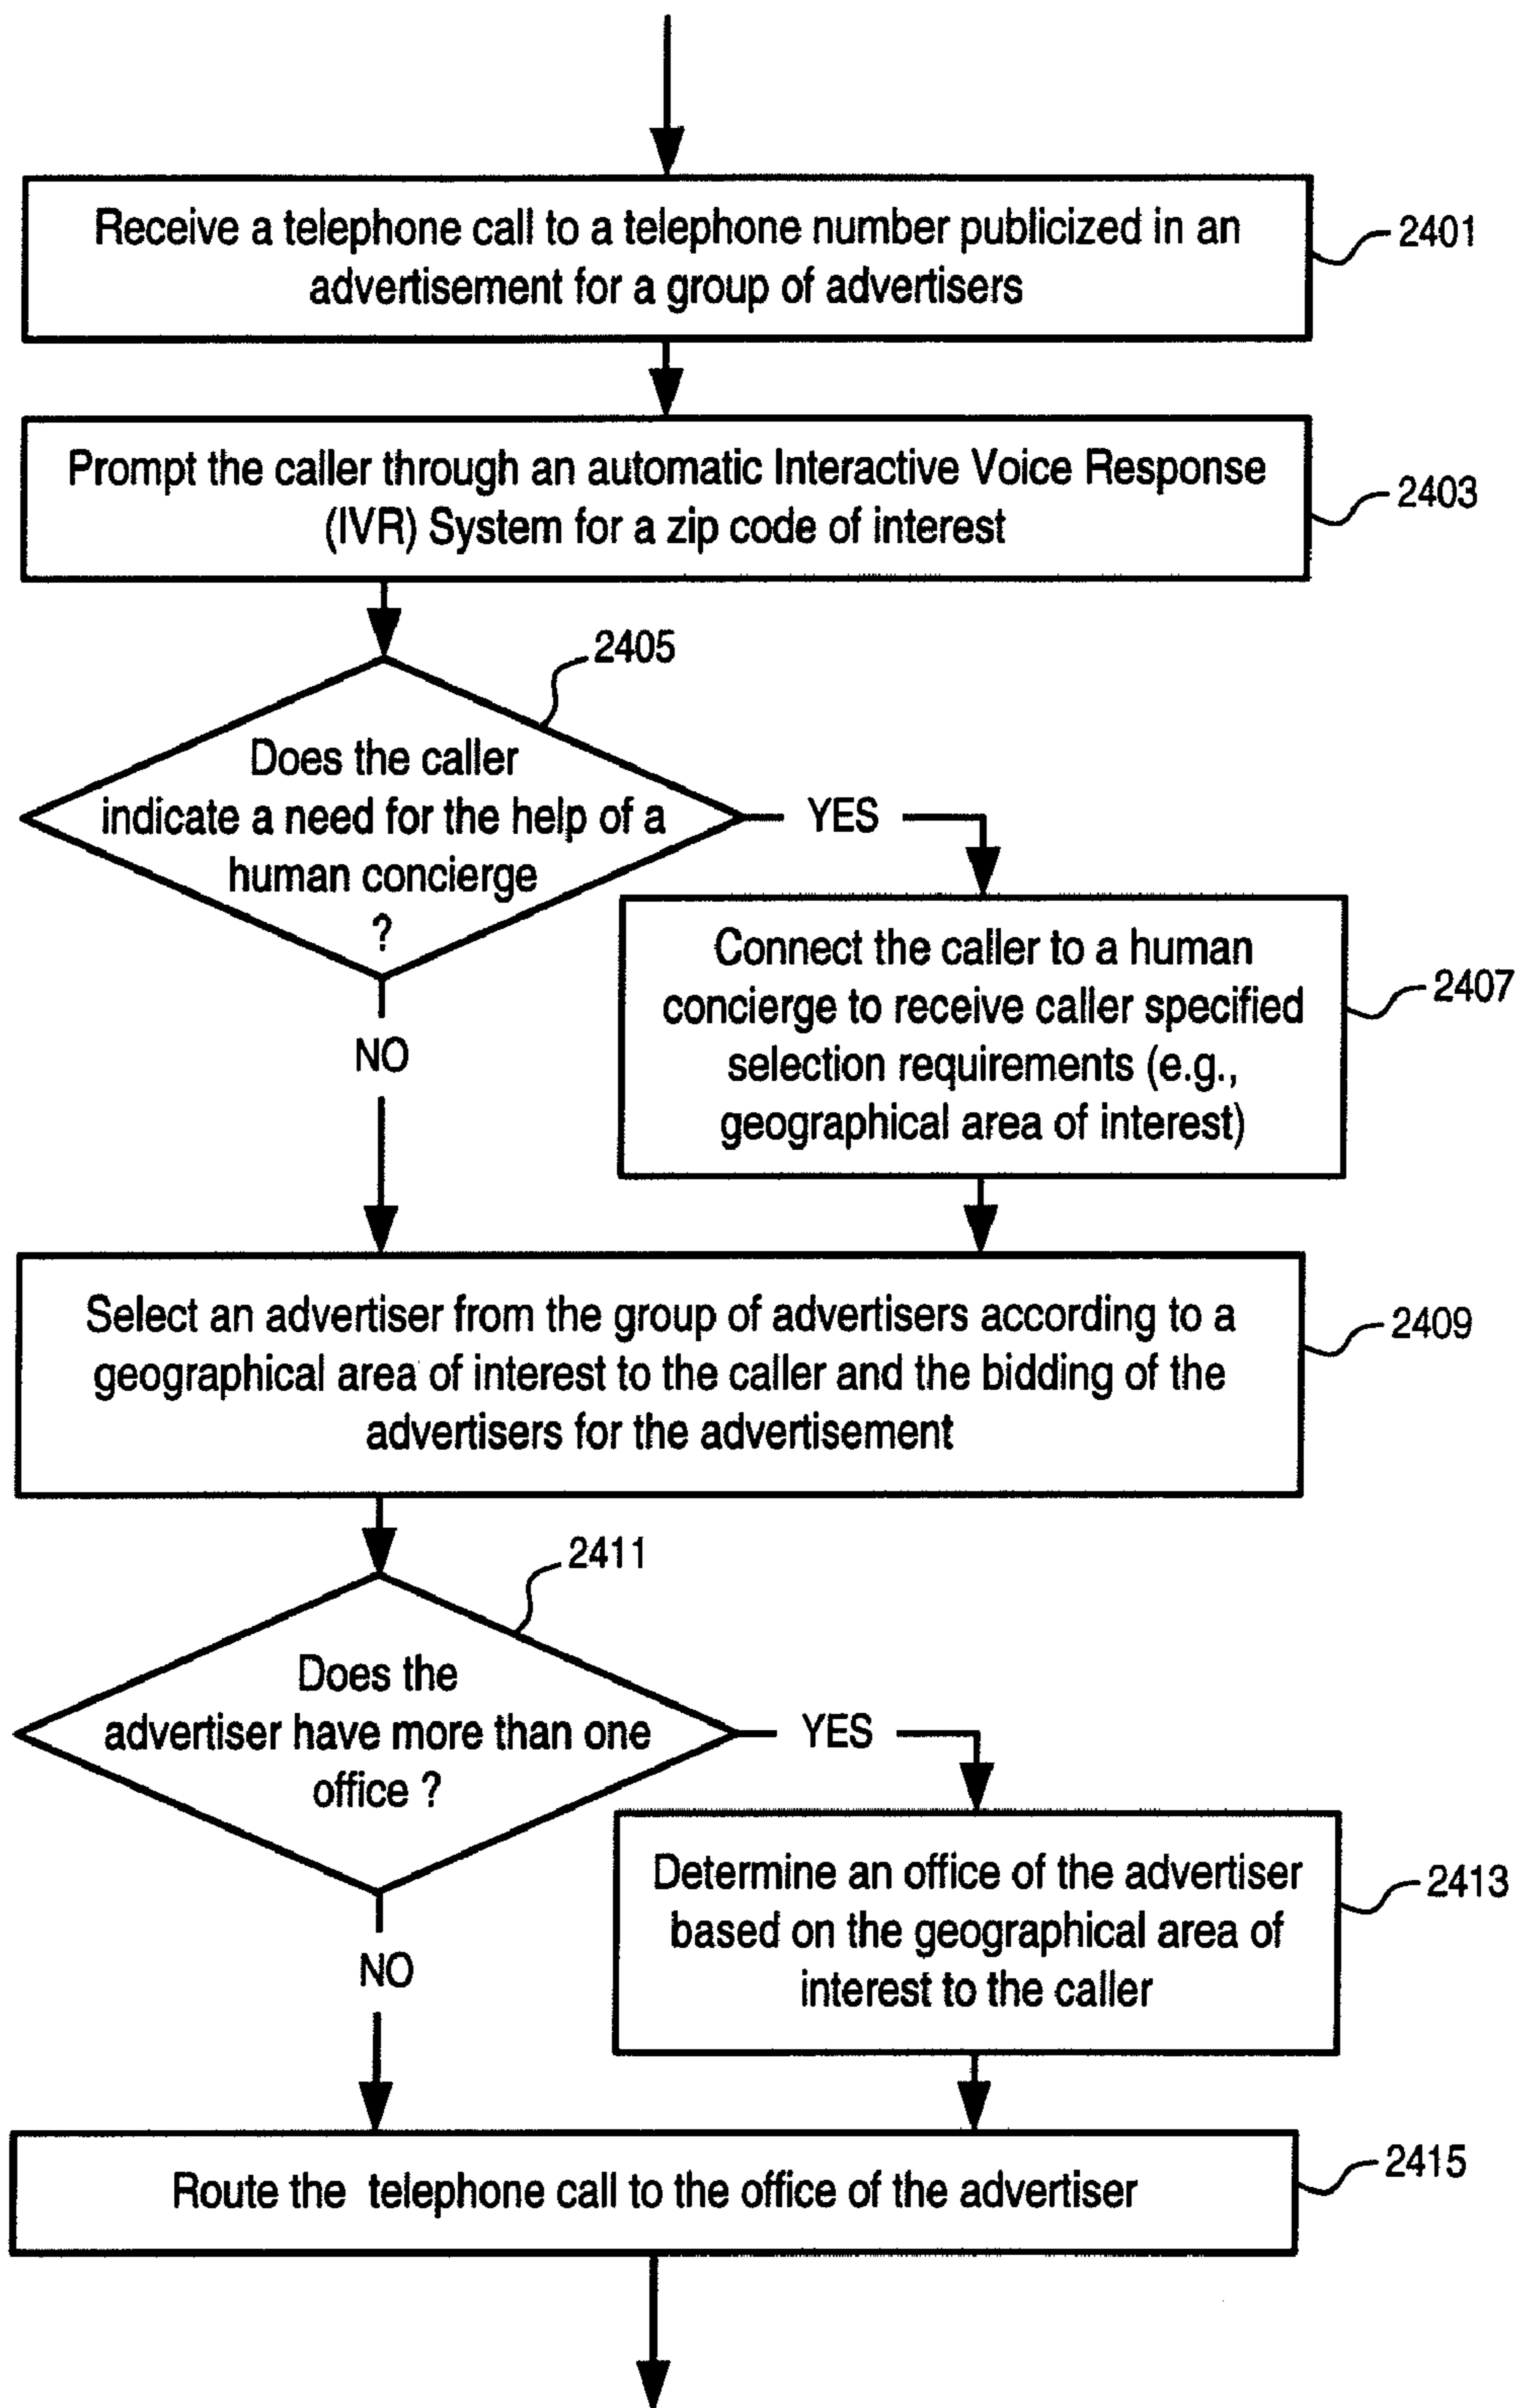 Receive a telephone call to a telephone number publicized in an
advertisement for a group of advertisers
2401
Prompt the caller through an automatic Interactive Voice Response
(IVR) System for a zip code of interest
2403
2405
Does the caller
indicate a need for the help of a
human concierge
?
YES
NO
Connect the caller to a human
concierge to receive caller specified
selection requirements (e.g.,
geographical area of interest)
2407
Select an advertiser from the group of advertisers according to a
geographical area of interest to the caller and the bidding of the
advertisers for the advertisement
2409
2411
Does the
advertiser have more than one
office ?
YES
NO
Determine an office of the advertiser
based on the geographical area of
interest to the caller
2413
Route the telephone call to the office of the advertiser
2415